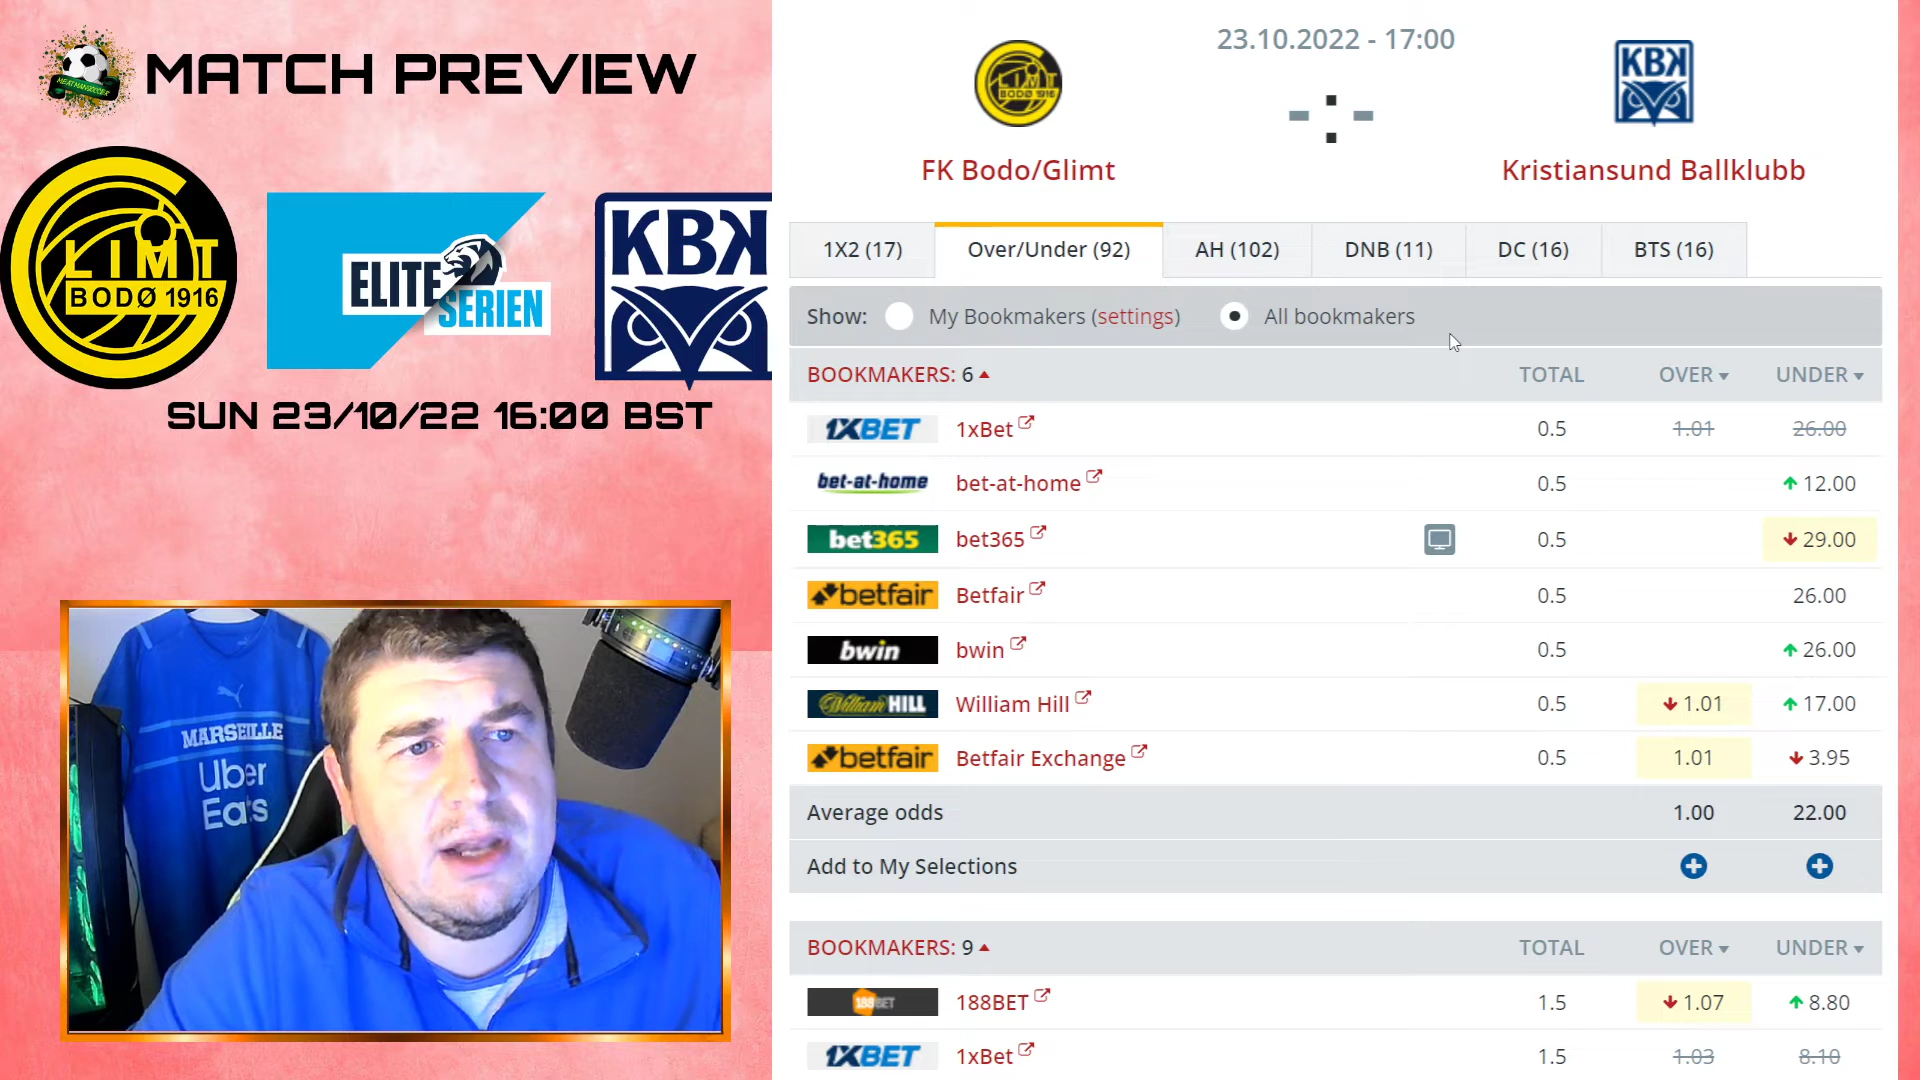 MEATMANSOCCER
MATCH PREVIEW
GLIMT
BODØ 1916
ELITE
SERIEN
KBK
SUN 23/10/22 16:00 BST
MARSEILLE
Uber
Eats
23.10.2022 - 17:00
GLIMT
BODO 1916
KBK
- : -
FK Bodo/Glimt
Kristiansund Ballklubb
1X2 (17) Over/Under (92) AH (102) DNB (11) DC (16) BTS (16)
Show: My Bookmakers (settings) All bookmakers
BOOKMAKERS: 6 TOTAL OVER UNDER
1XBET 1xBet 0.5 1.01 26.00
bet-at-home bet-at-home 0.5 12.00
bet365 bet365 0.5 29.00
betfair Betfair 0.5 26.00
bwin bwin 0.5 26.00
William HILL William Hill 0.5 1.01 17.00
betfair Betfair Exchange 0.5 1.01 3.95
Average odds 1.00 22.00
Add to My Selections
BOOKMAKERS: 9 TOTAL OVER UNDER
188BET 188BET 1.5 1.07 8.80
1XBET 1xBet 1.5 1.03 8.10